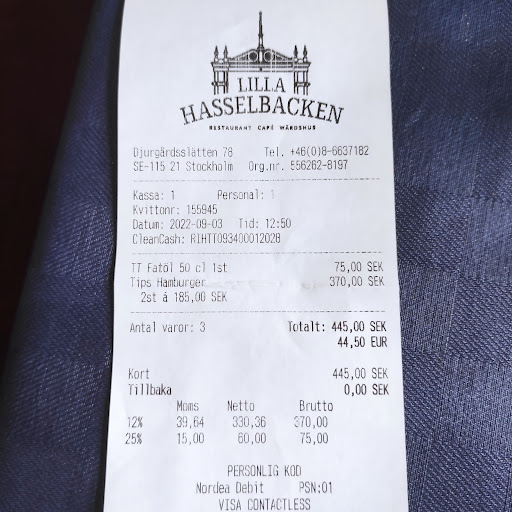 LILLA
HASSELBACKEN
RESTAURANT CAFÉ WÄRDSHUS
Djurgårdsslätten 78 Tel. +46(0)8-6637182
SE-115 21 Stockholm Org.nr. 556262-8197
Kassa: 1 Personal: 1
Kvittonr: 155945
Datum: 2022-09-03 Tid: 12:50
CleanCash: RIHTT093400012028
TT Fatöl 50 cl 1st 75,00 SEK
Tips Hamburger 370,00 SEK
2st á 185,00 SEK
Antal varor: 3 Totalt: 445,00 SEK
44,50 EUR
Kort 445,00 SEK
Tillbaka 0,00 SEK
Moms Netto Brutto
12% 39,64 330,36 370,00
25% 15,00 60,00 75,00
PERSONLIG KOD
Nordea Debit PSN:01
VISA CONTACTLESS